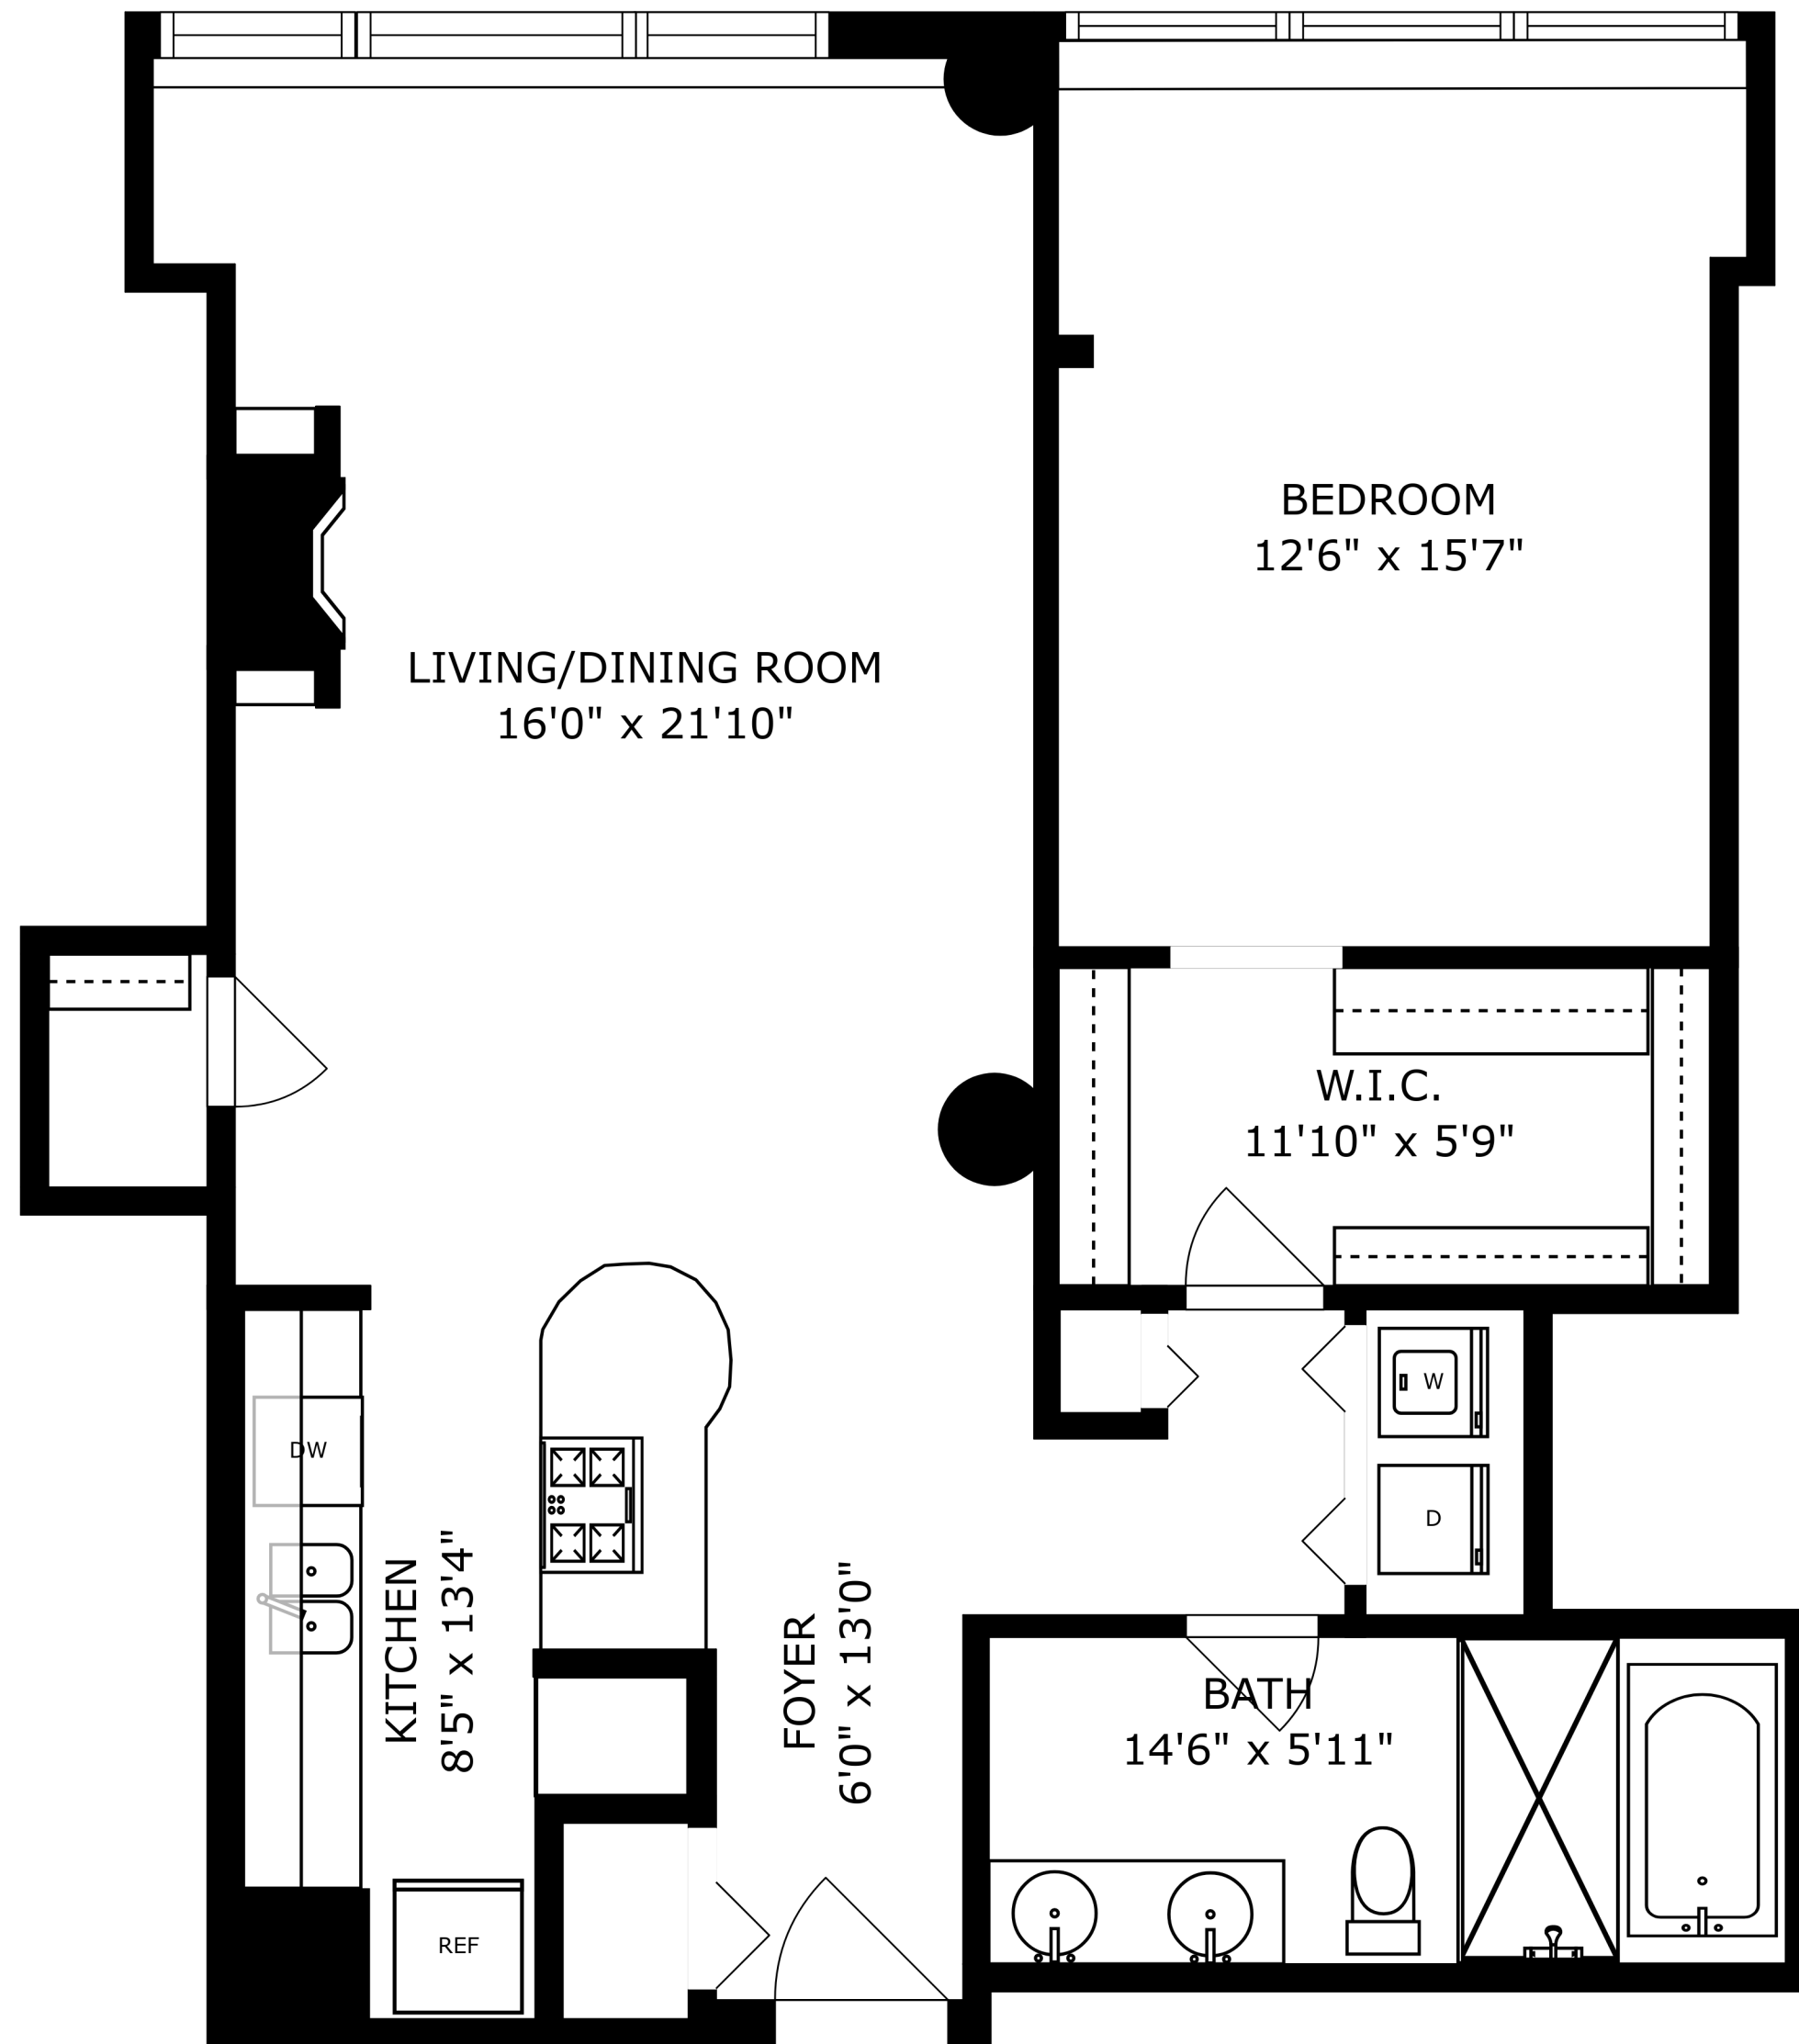 BEDROOM
12'6" x 15'7"
LIVING/DINING ROOM
16'0" x 21'10"
W.I.C.
11'10" x 5'9"
W
DW
D
KITCHEN
8'5" x 13'4"
FOYER
6'0" x 13'0"
BATH
14'6" x 5'11"
REF